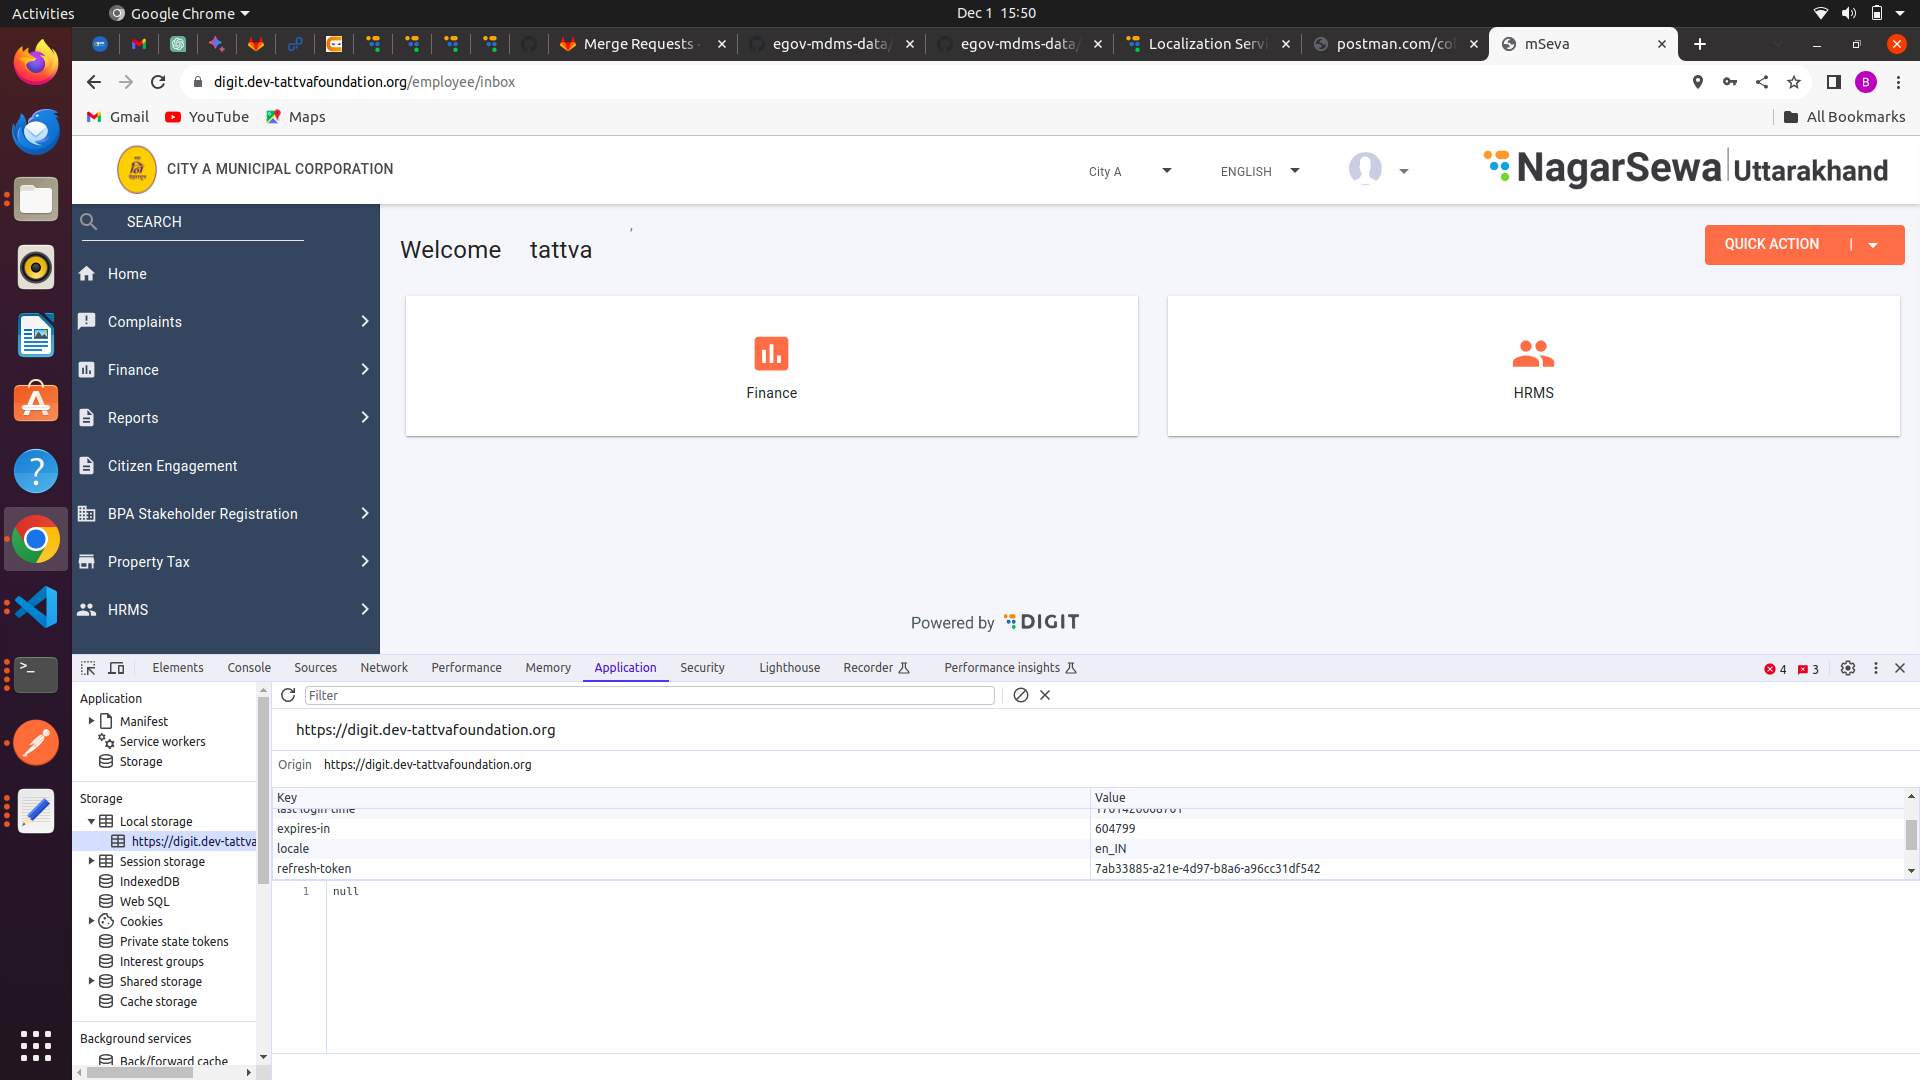 Activities
Google Chrome
Dec 1 15:50
Merge Requests
egov-mdms-data/
egov-mdms-data/
Localization Servi
postman.com/co
mSeva
digit.dev-tattvafoundation.org/employee/inbox
B
Gmail
YouTube
Maps
All Bookmarks
CITY A MUNICIPAL CORPORATION
City A
ENGLISH
NagarSewa
Uttarakhand
SEARCH
Home
Complaints
Finance
Reports
Citizen Engagement
BPA Stakeholder Registration
Property Tax
HRMS
Welcome tattva
,
QUICK ACTION |
Finance
HRMS
Powered by DIGIT
Elements
Console
Sources
Network
Performance
Memory
Application
Security
Lighthouse
Recorder
Performance insights
4
3
Application
Manifest
Service workers
Storage
Storage
Local storage
https://digit.dev-tattva
Session storage
IndexedDB
Web SQL
Cookies
Private state tokens
Interest groups
Shared storage
Cache storage
Background services
Back/forward cache
Filter
https://digit.dev-tattvafoundation.org
Origin https://digit.dev-tattvafoundation.org
Key Value
last-login-time
expires-in 604799
locale en_IN
refresh-token 7ab33885-a21e-4d97-b8a6-a96cc31df542
1 null